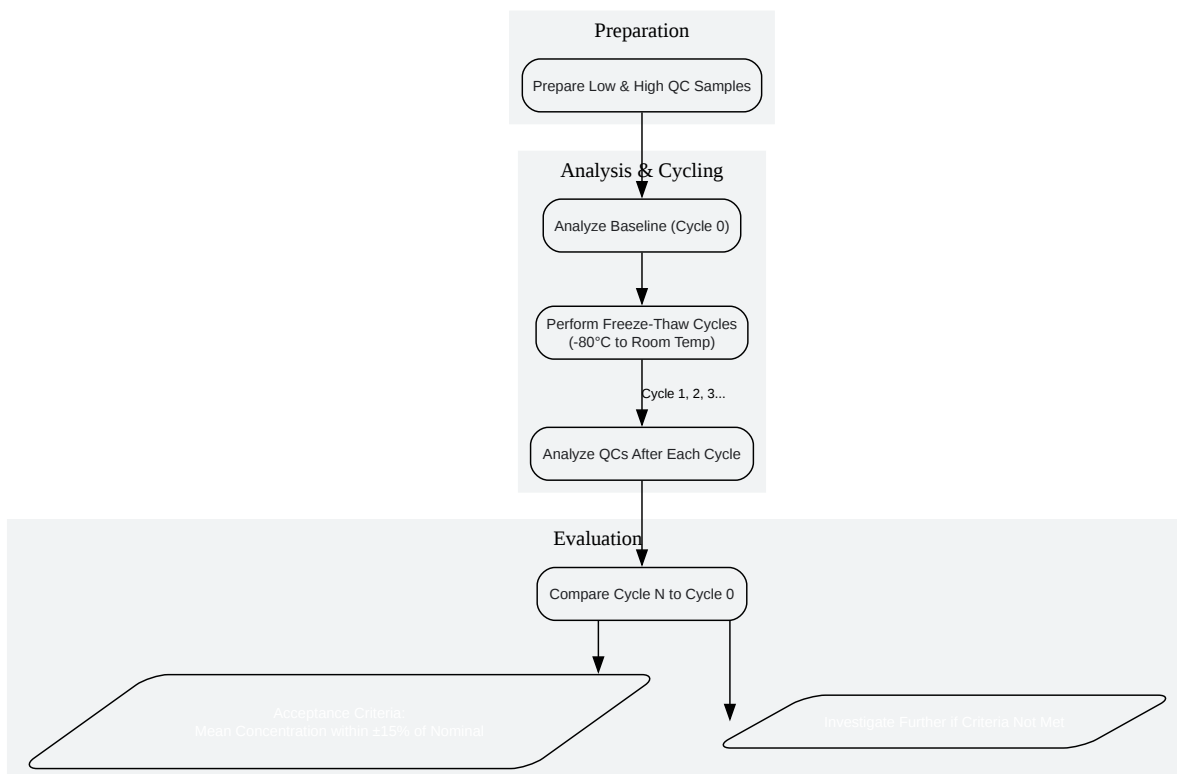 Preparation
Prepare Low & High QC Samples
Analysis & Cycling
Analyze Baseline (Cycle 0)
Perform Freeze-Thaw Cycles
(-80°C to Room Temp)
Cycle 1, 2, 3...
Analyze QCs After Each Cycle
Evaluation
Compare Cycle N to Cycle 0
Acceptance Criteria:
Mean Concentration within ±15% of Nominal
Investigate Further if Criteria Not Met